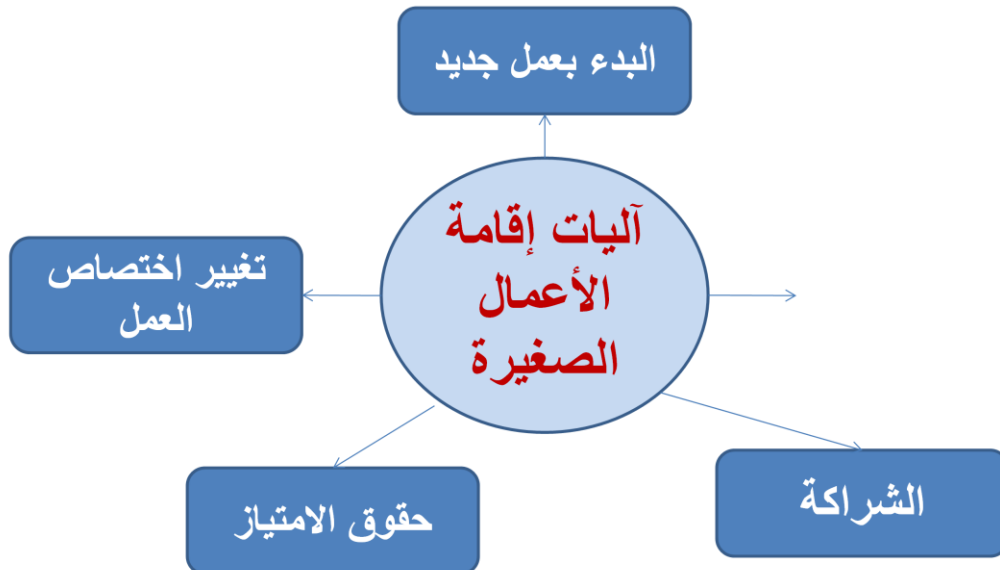 البدء بعمل جديد
آليات إقامة
الأعمال
الصغيرة
تغيير اختصاص
العمل
الشراكة
حقوق الامتياز